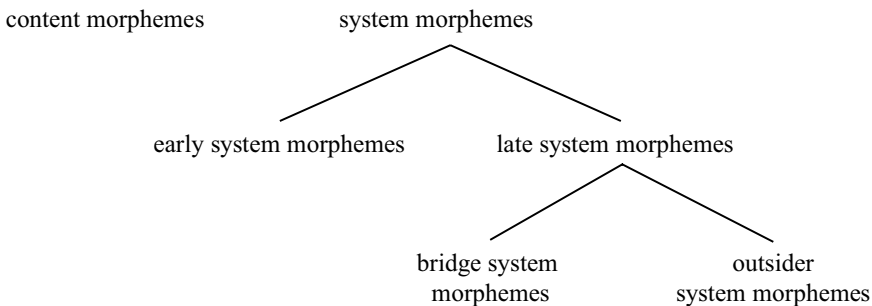 content morphemes
system morphemes
early system morphemes
late system morphemes
bridge system
morphemes
outsider
system morphemes